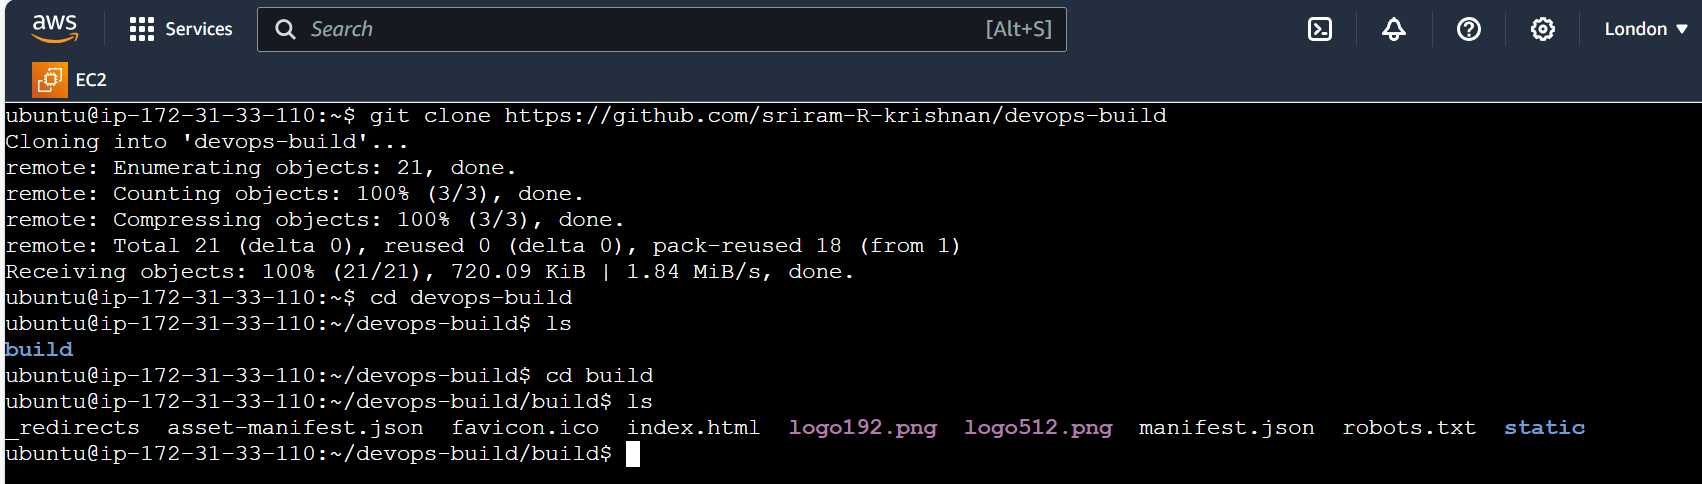 aws
Services
Search [Alt+S]
London
EC2
ubuntu@ip-172-31-33-110:~$ git clone https://github.com/sriram-R-krishnan/devops-build
Cloning into 'devops-build'...
remote: Enumerating objects: 21, done.
remote: Counting objects: 100% (3/3), done.
remote: Compressing objects: 100% (3/3), done.
remote: Total 21 (delta 0), reused 0 (delta 0), pack-reused 18 (from 1)
Receiving objects: 100% (21/21), 720.09 KiB | 1.84 MiB/s, done.
ubuntu@ip-172-31-33-110:~$ cd devops-build
ubuntu@ip-172-31-33-110:~/devops-build$ ls
build
ubuntu@ip-172-31-33-110:~/devops-build$ cd build
ubuntu@ip-172-31-33-110:~/devops-build/build$ ls
_redirects  asset-manifest.json  favicon.ico  index.html  logo192.png  logo512.png  manifest.json  robots.txt  static
ubuntu@ip-172-31-33-110:~/devops-build/build$